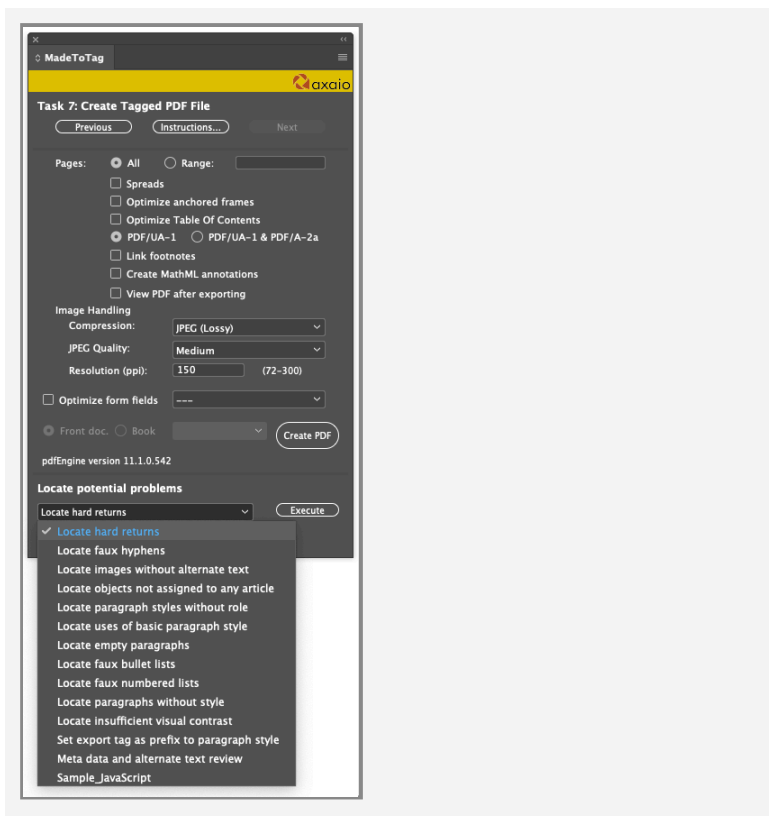 MadeToTag
axaio
Task 7: Create Tagged PDF File
Previous Instructions... Next
Pages: All Range:
Spreads
Optimize anchored frames
Optimize Table Of Contents
PDF/UA-1 PDF/UA-1 & PDF/A-2a
Link footnotes
Create MathML annotations
View PDF after exporting
Image Handling
Compression: JPEG (Lossy)
JPEG Quality: Medium
Resolution (ppi): 150 (72-300)
Optimize form fields ---
Front doc. Book Create PDF
pdfEngine version 11.1.0.542
Locate potential problems
Locate hard returns Execute
Locate hard returns
Locate faux hyphens
Locate images without alternate text
Locate objects not assigned to any article
Locate paragraph styles without role
Locate uses of basic paragraph style
Locate empty paragraphs
Locate faux bullet lists
Locate faux numbered lists
Locate paragraphs without style
Locate insufficient visual contrast
Set export tag as prefix to paragraph style
Meta data and alternate text review
Sample_JavaScript